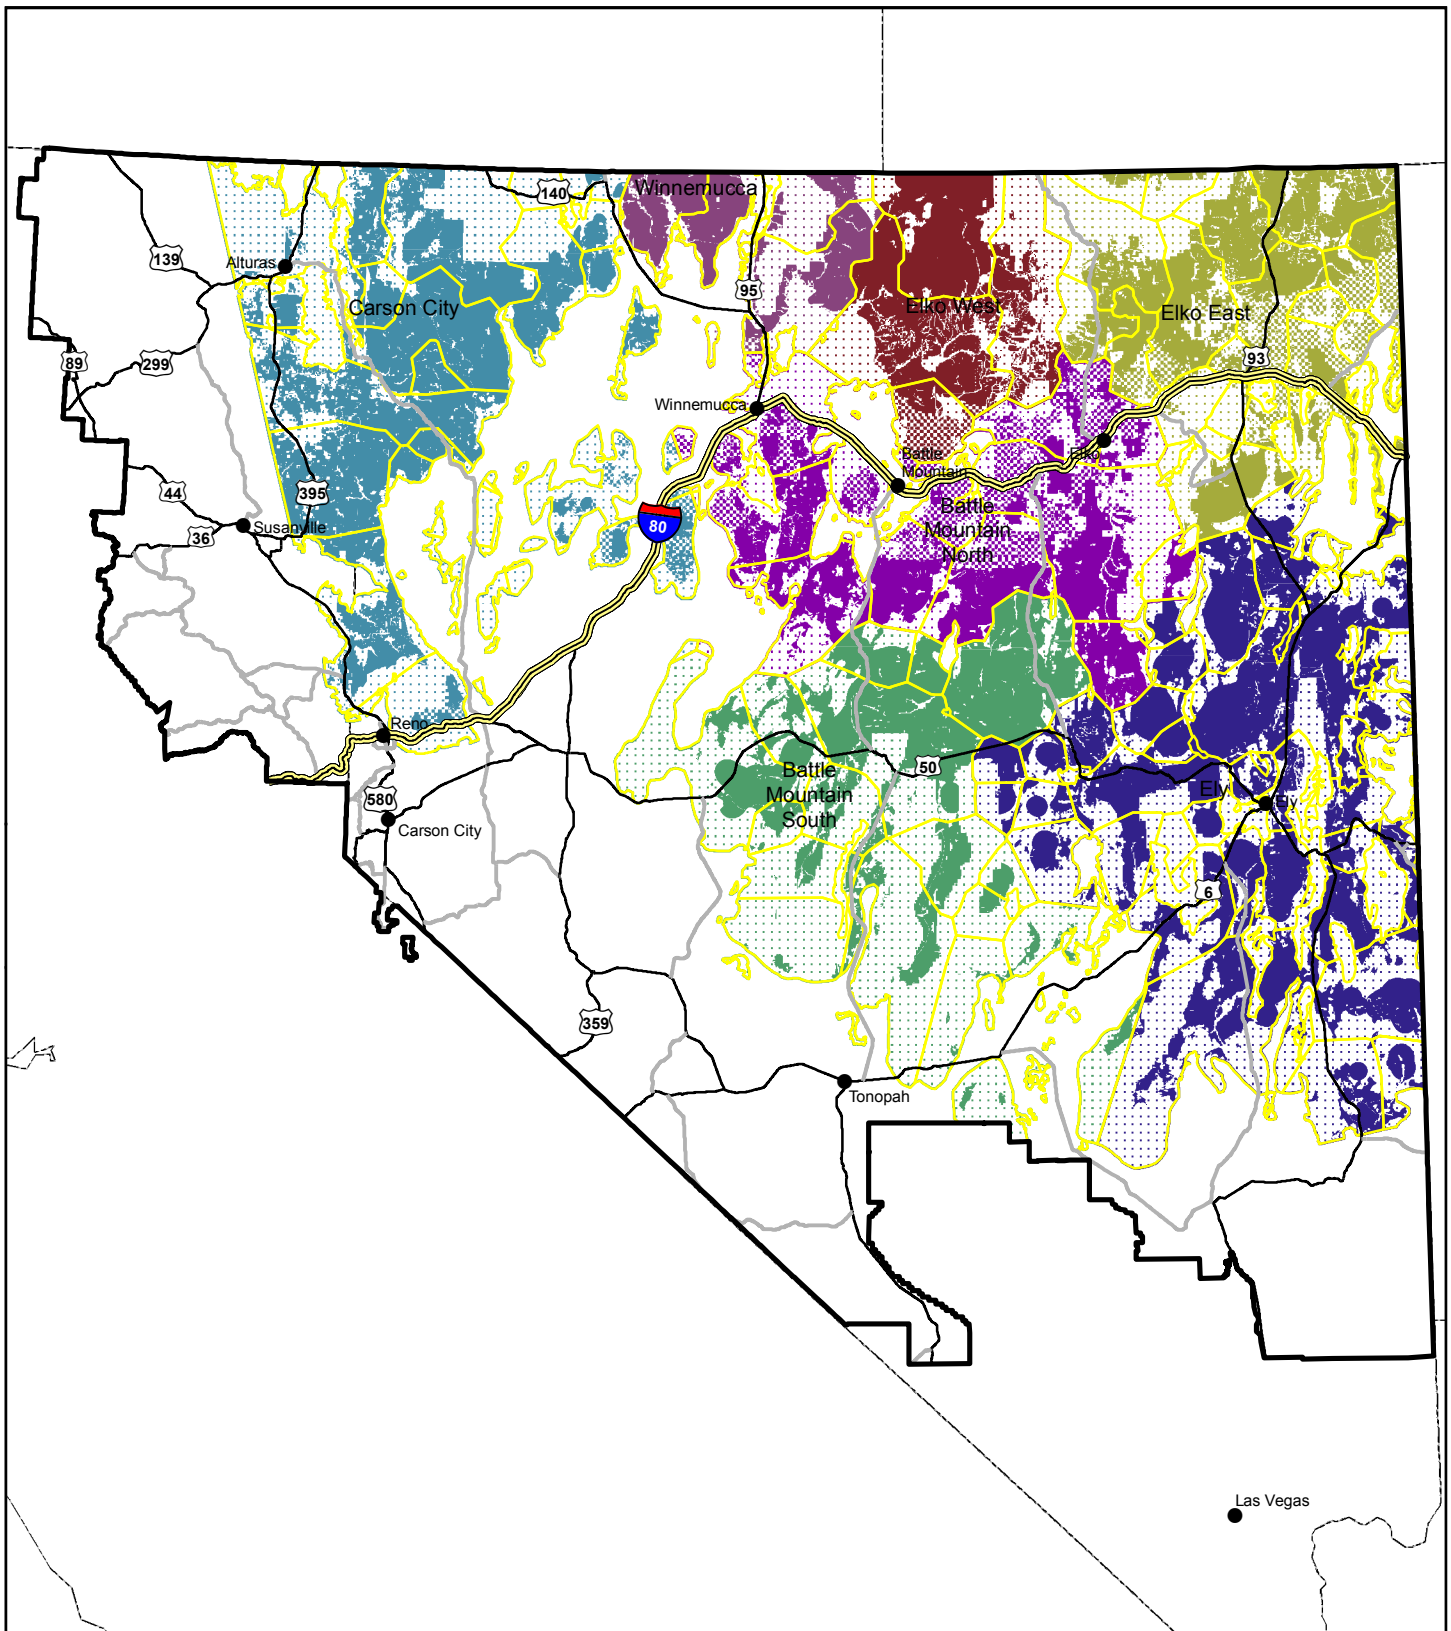 Winnemucca
140
139
Alturas
95
Carson City
Elko West
Elko East
89
299
93
Winnemucca
Battle
Mountain
Elko
44
395
Battle
Mountain
North
Susanville
36
80
Reno
50
Battle
Mountain
South
Ely
Ely
580
Carson City
6
359
Tonopah
Las Vegas